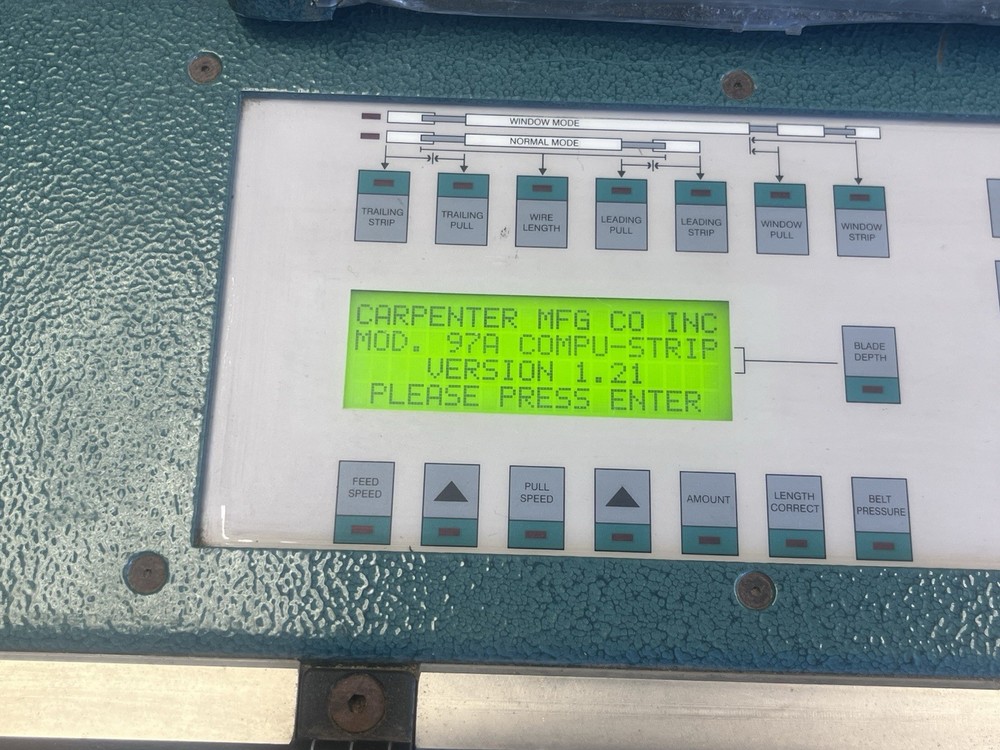 WINDOW MODE
NORMAL MODE
TRAILING STRIP
TRAILING PULL
WIRE LENGTH
LEADING PULL
LEADING STRIP
WINDOW PULL
WINDOW STRIP
CARPENTER MFG CO INC
MOD. 97A COMPU-STRIP
VERSION 1.21
PLEASE PRESS ENTER
BLADE DEPTH
FEED SPEED
PULL SPEED
AMOUNT
LENGTH CORRECT
BELT PRESSURE